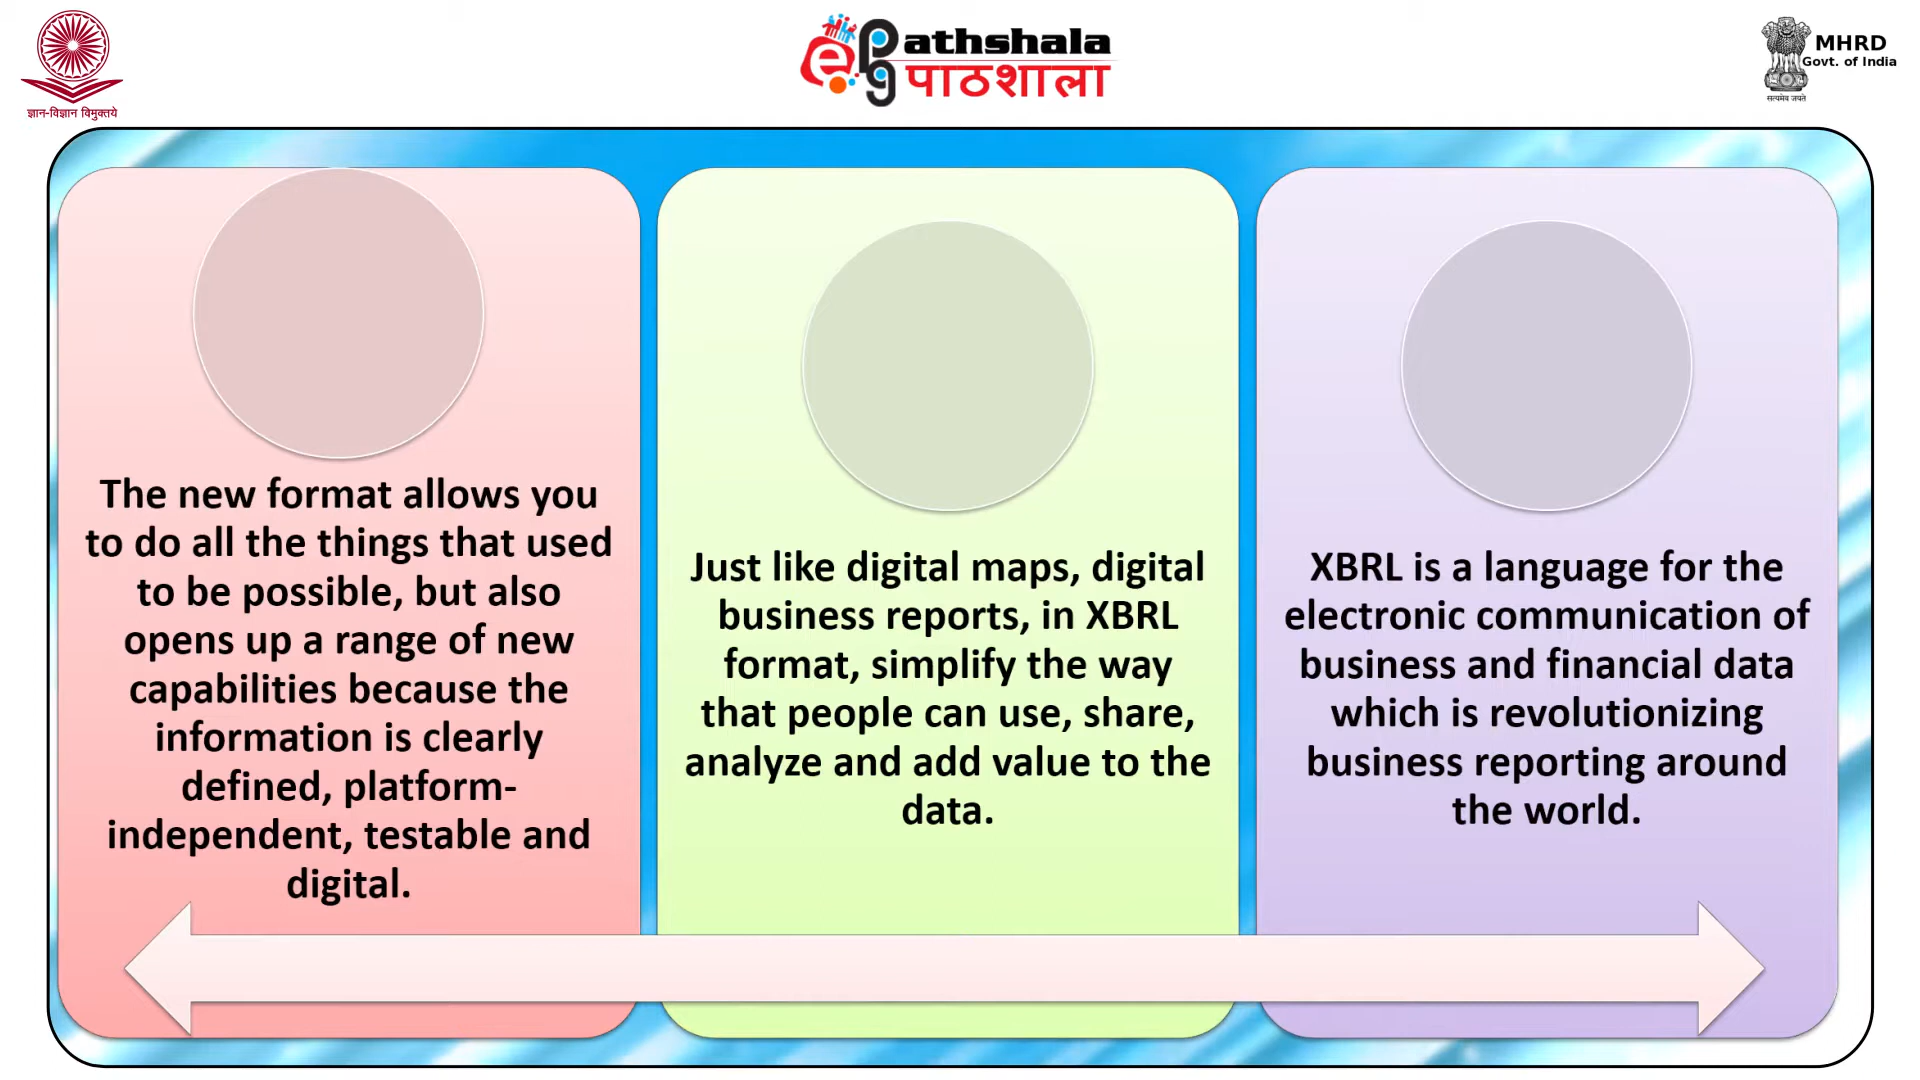 ज्ञान-विज्ञान विमुक्तये
e PG athshala
पाठशाला
MHRD
Govt. of India
सत्यमेव जयते
The new format allows you
to do all the things that used
to be possible, but also
opens up a range of new
capabilities because the
information is clearly
defined, platform-
independent, testable and
digital.
Just like digital maps, digital
business reports, in XBRL
format, simplify the way
that people can use, share,
analyze and add value to the
data.
XBRL is a language for the
electronic communication of
business and financial data
which is revolutionizing
business reporting around
the world.